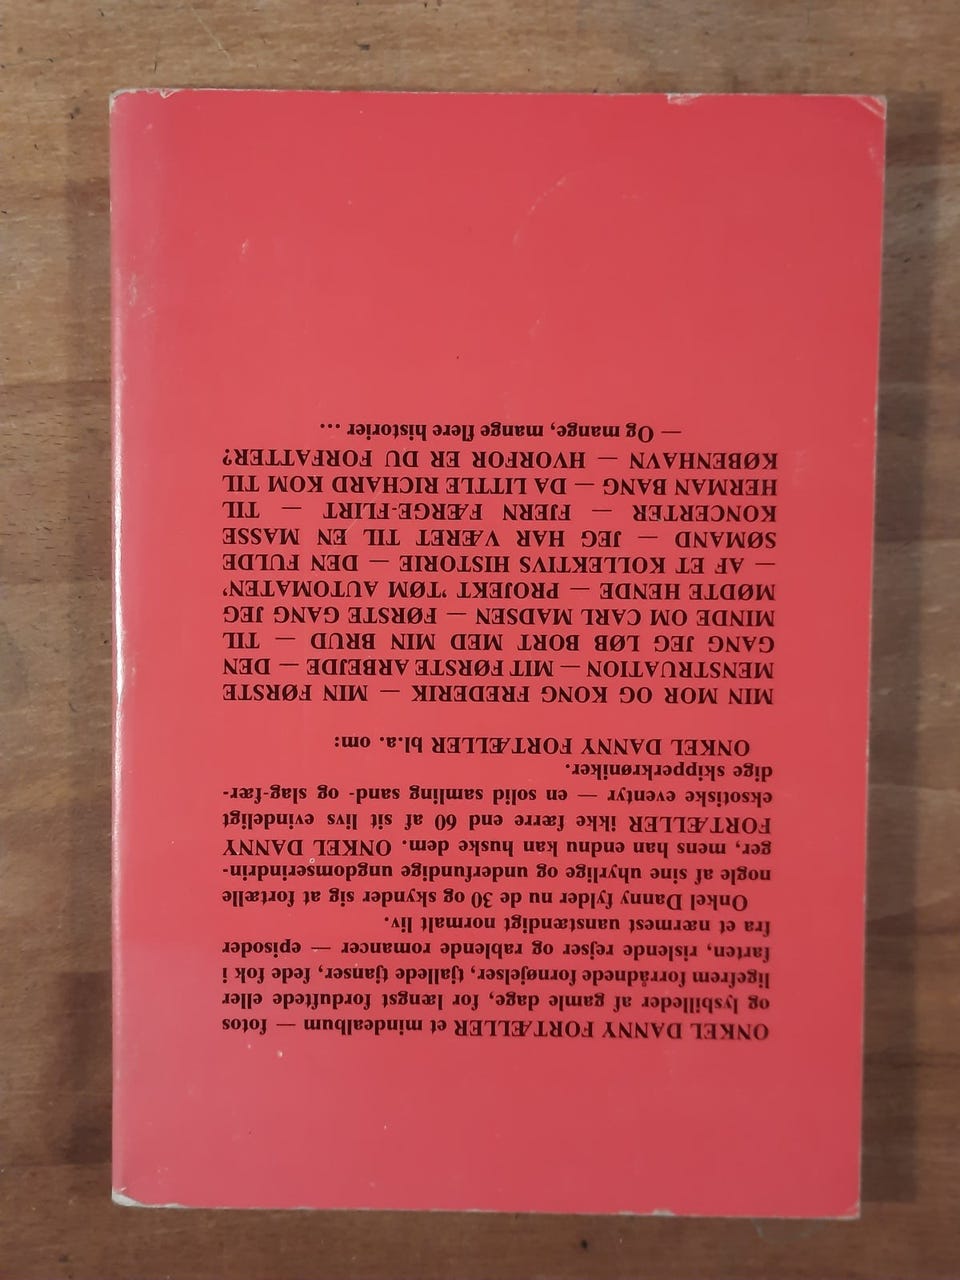 ONKEL DANNY FORTÆLLER et mindealbum — fotos
og lysbilleder af gamle dage, for længst forduftede eller
ligefrem forrådnede fornøjelser, tjallede tjanser, fede fok i
farten, rislende rejser og rablende romancer — episoder
fra et nærmest uanstændigt normalt liv.
Onkel Danny fylder nu de 30 og skynder sig at fortælle
nogle af sine uhyrlige og underfundige ungdomserindrin-
ger, mens han endnu kan huske dem. ONKEL DANNY
FORTÆLLER ikke færre end 60 af sit livs evindeligt
eksotiske eventyr — en solid samling sand- og slag-fær-
dige skipperkrøniker.
ONKEL DANNY FORTÆLLER bl.a. om:
MIN MOR OG KONG FREDERIK — MIN FØRSTE
MENSTRUATION — MIT FØRSTE ARBEJDE — DEN
GANG JEG LØB BORT MED MIN BRUD — TIL
MINDE OM CARL MADSEN — FØRSTE GANG JEG
MØDTE HENDE — PROJEKT 'TØM AUTOMATEN'
— AF ET KOLLEKTIVS HISTORIE — DEN FULDE
SØMAND — JEG HAR VÆRET TIL EN MASSE
KONCERTER — FJERN FÆRGE-FLIRT — TIL
HERMAN BANG — DA LITTLE RICHARD KOM TIL
KØBENHAVN — HVORFOR ER DU FORFATTER?
— Og mange, mange flere historier ...